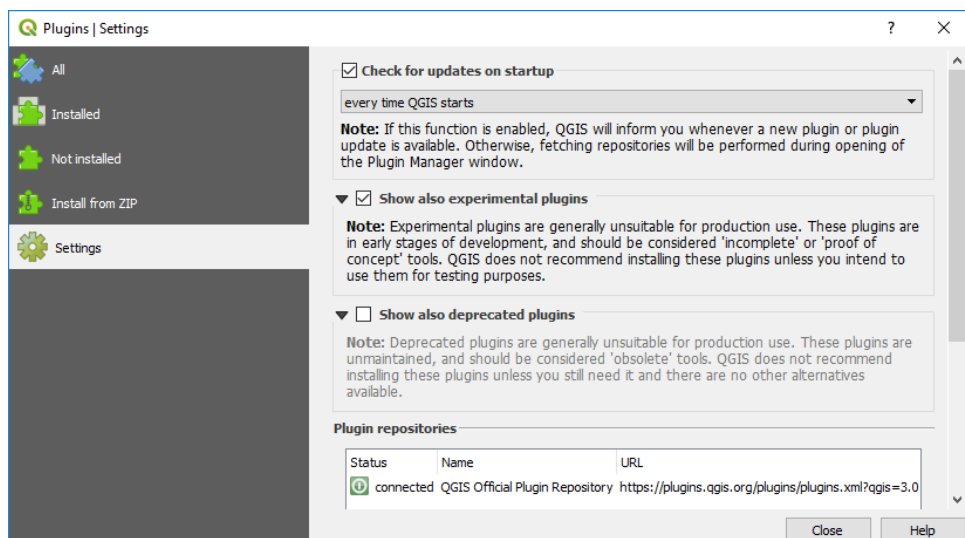 Plugins | Settings
?
All
Installed
Not installed
Install from ZIP
Settings
Check for updates on startup
every time QGIS starts
Note: If this function is enabled, QGIS will inform you whenever a new plugin or plugin
update is available. Otherwise, fetching repositories will be performed during opening of
the Plugin Manager window.
Show also experimental plugins
Note: Experimental plugins are generally unsuitable for production use. These plugins are
in early stages of development, and should be considered 'incomplete' or 'proof of
concept' tools. QGIS does not recommend installing these plugins unless you intend to
use them for testing purposes.
Show also deprecated plugins
Note: Deprecated plugins are generally unsuitable for production use. These plugins are
unmaintained, and should be considered 'obsolete' tools. QGIS does not recommend
installing these plugins unless you still need it and there are no other alternatives
available.
Plugin repositories
Status Name URL
connected QGIS Official Plugin Repository https://plugins.qgis.org/plugins/plugins.xml?qgis=3.0
Close Help